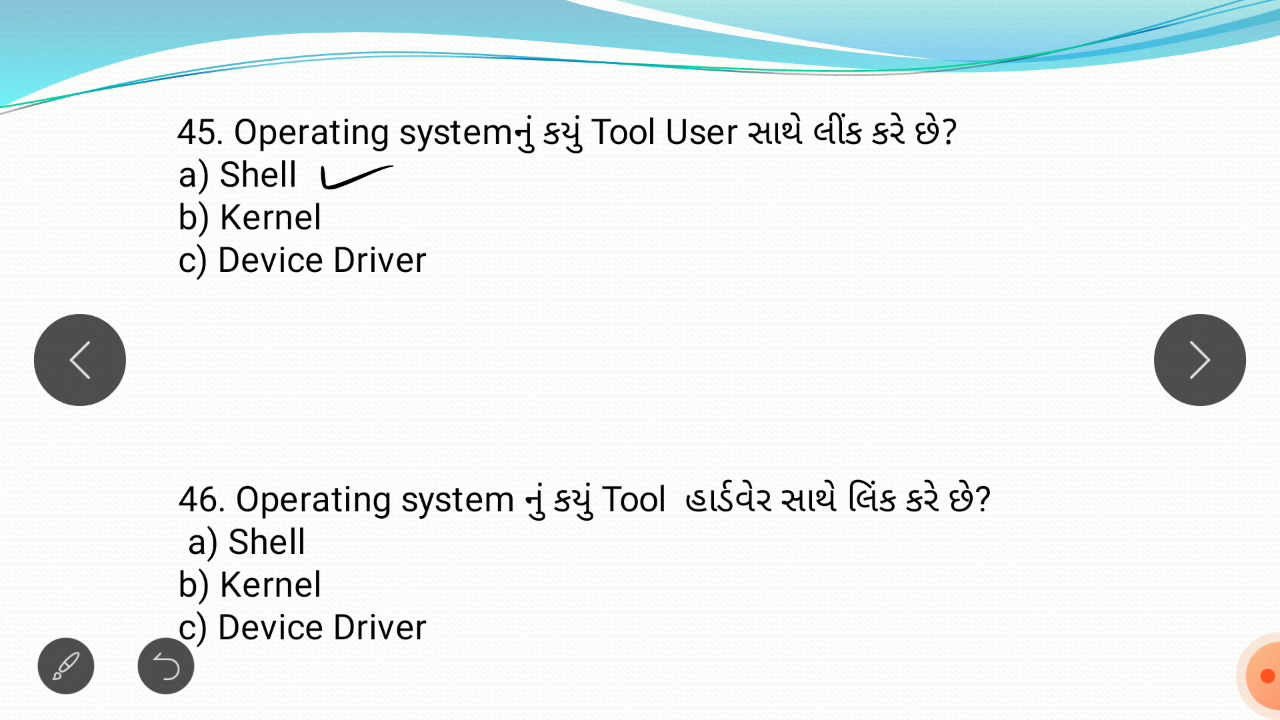 45. Operating systemનું કયું Tool User સાથે લીંક કરે છે?
a) Shell
b) Kernel
c) Device Driver
46. Operating system નું કયું Tool હાર્ડવેર સાથે લિંક કરે છે?
a) Shell
b) Kernel
c) Device Driver